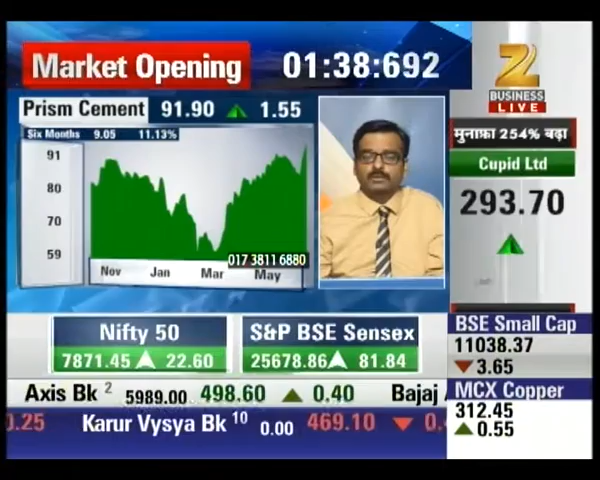 Market Opening
01:38:692
BUSINESS
LIVE
Prism Cement 91.90 1.55
Six Months 9.05 11.13%
91
80
70
59
Nov Jan Mar May
017 3811 6880
मुनाफ़ा 254% बढ़ा
Cupid Ltd
293.70
Nifty 50
7871.45 22.60
S&P BSE Sensex
25678.86 81.84
BSE Small Cap
11038.37
3.65
MCX Copper
312.45
0.55
Axis Bk 2 5989.00 498.60 0.40 Bajaj
0.25 Karur Vysya Bk 10 0.00 469.10